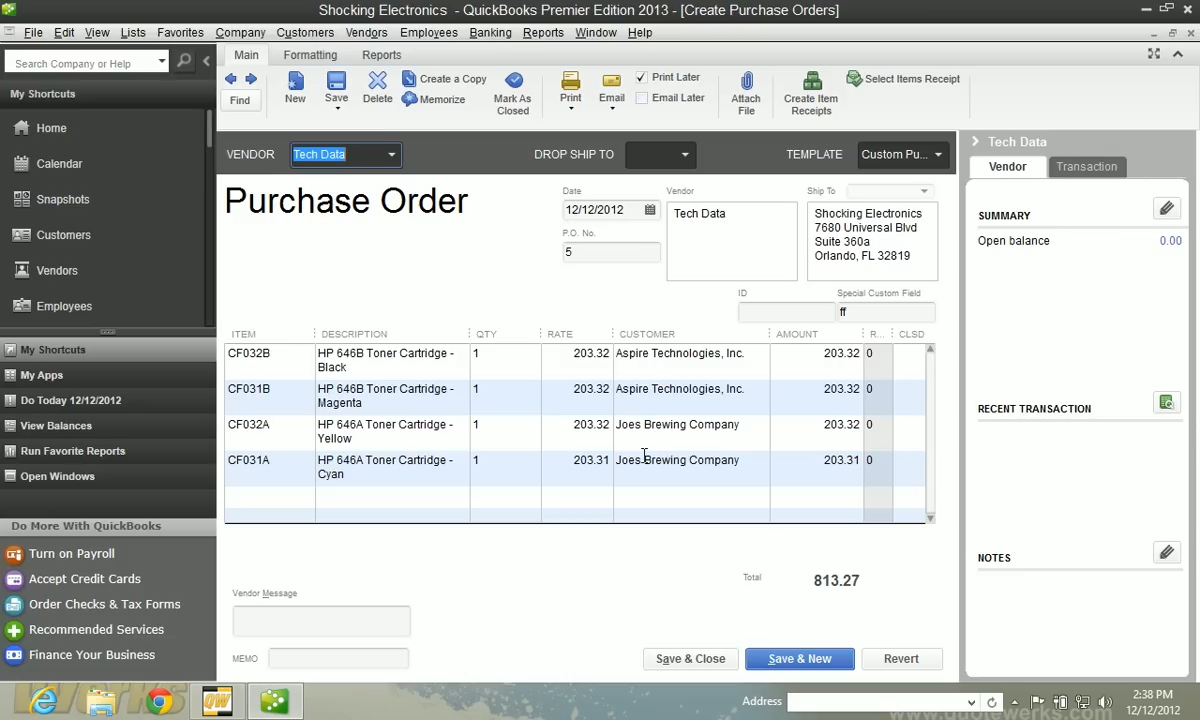 Shocking Electronics - QuickBooks Premier Edition 2013 - [Create Purchase Orders]
File Edit View Lists Favorites Company Customers Vendors Employees Banking Reports Window Help
Search Company or Help
Main Formatting Reports
My Shortcuts
Home
Calendar
Snapshots
Customers
Vendors
Employees
My Shortcuts
My Apps
Do Today 12/12/2012
View Balances
Run Favorite Reports
Open Windows
Do More With QuickBooks
Turn on Payroll
Accept Credit Cards
Order Checks & Tax Forms
Recommended Services
Finance Your Business
Find New Save Delete Create a Copy Memorize Mark As Closed Print Email Print Later Email Later Attach File Create Item Receipts Select Items Receipt
VENDOR Tech Data DROP SHIP TO TEMPLATE Custom Pu...
Purchase Order
Date
12/12/2012
P.O. No.
5
Vendor
Tech Data
Ship To
Shocking Electronics
7680 Universal Blvd
Suite 360a
Orlando, FL 32819
ID Special Custom Field
ff
ITEM DESCRIPTION QTY RATE CUSTOMER AMOUNT R... CLSD
CF032B HP 646B Toner Cartridge - 1 203.32 Aspire Technologies, Inc. 203.32 0
Black
CF031B HP 646B Toner Cartridge - 1 203.32 Aspire Technologies, Inc. 203.32 0
Magenta
CF032A HP 646A Toner Cartridge - 1 203.32 Joes Brewing Company 203.32 0
Yellow
CF031A HP 646A Toner Cartridge - 1 203.31 Joes Brewing Company 203.31 0
Cyan
Total 813.27
Vendor Message
MEMO
Save & Close Save & New Revert
Tech Data
Vendor Transaction
SUMMARY
Open balance 0.00
RECENT TRANSACTION
NOTES
QW
Address
2:38 PM
12/12/2012
www.quoteworks.com